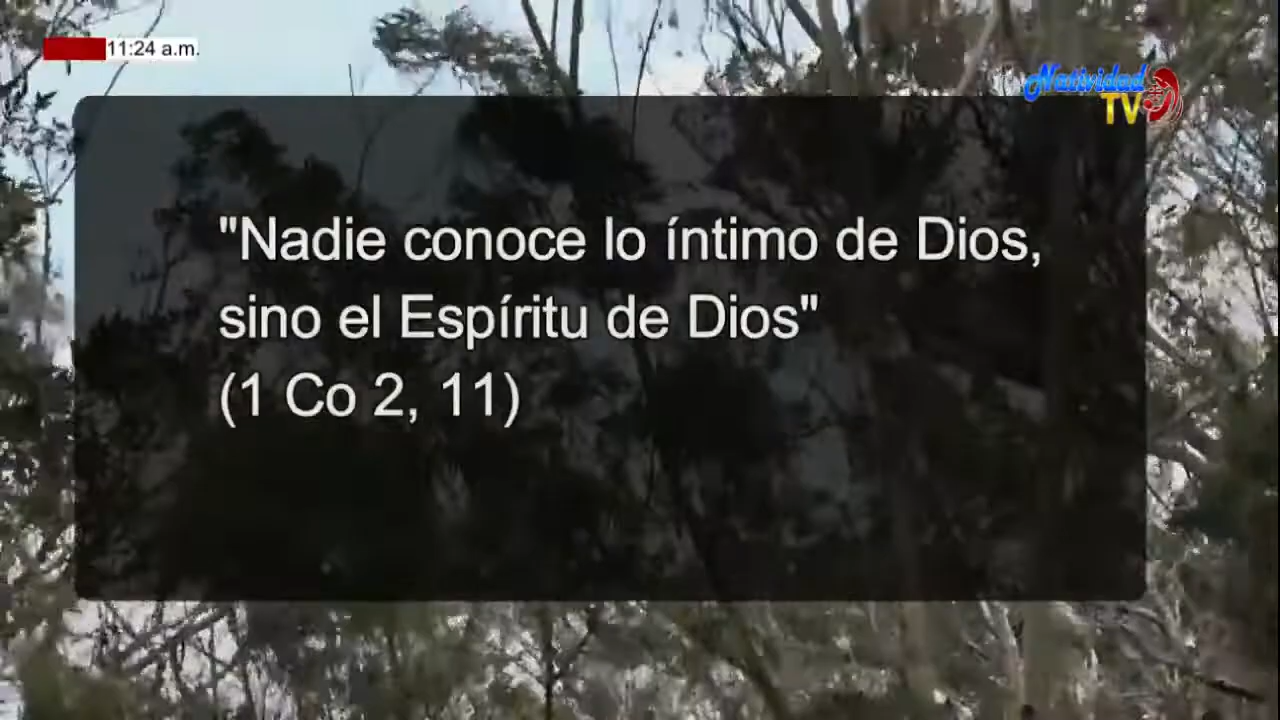 11:24 a.m.
Natividad
TV
"Nadie conoce lo íntimo de Dios,
sino el Espíritu de Dios"
(1 Co 2, 11)